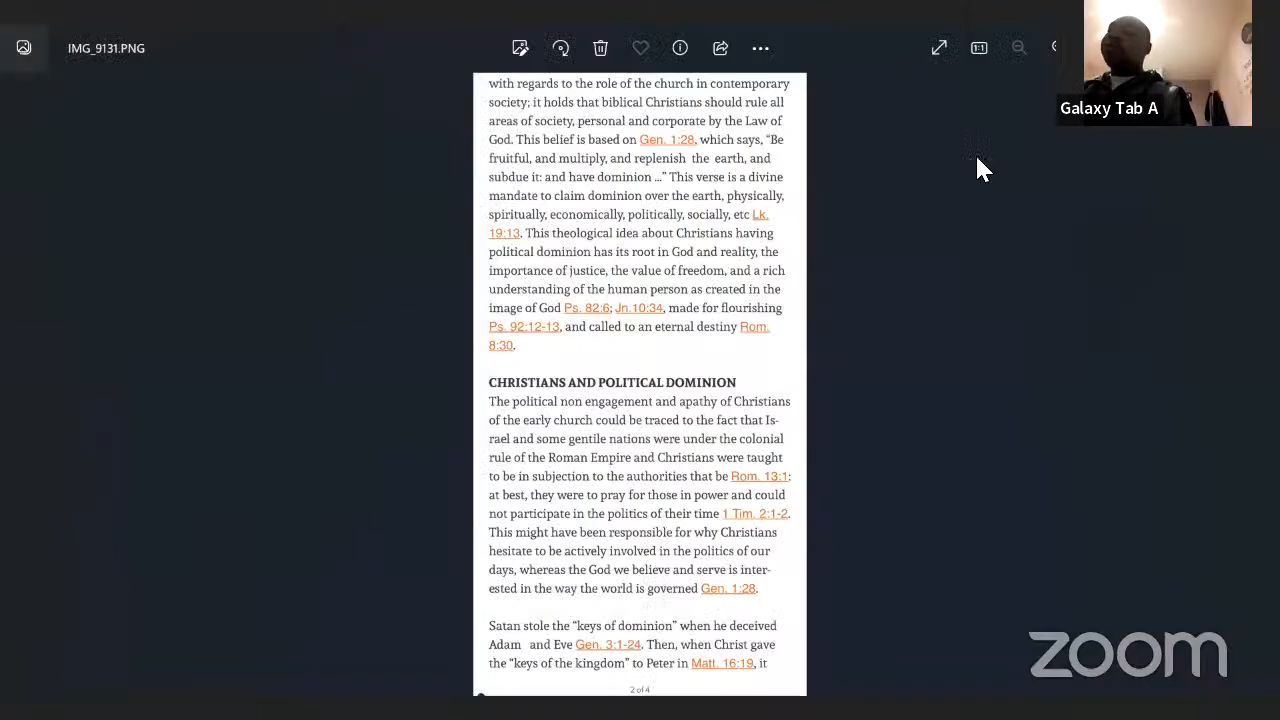 IMG_9131.PNG
1:1
Galaxy Tab A
with regards to the role of the church in contemporary
society; it holds that biblical Christians should rule all
areas of society, personal and corporate by the Law of
God. This belief is based on Gen. 1:28, which says, “Be
fruitful, and multiply, and replenish the earth, and
subdue it: and have dominion ...” This verse is a divine
mandate to claim dominion over the earth, physically,
spiritually, economically, politically, socially, etc Lk.
19:13. This theological idea about Christians having
political dominion has its root in God and reality, the
importance of justice, the value of freedom, and a rich
understanding of the human person as created in the
image of God Ps. 82:6; Jn.10:34, made for flourishing
Ps. 92:12-13, and called to an eternal destiny Rom.
8:30.
CHRISTIANS AND POLITICAL DOMINION
The political non engagement and apathy of Christians
of the early church could be traced to the fact that Is-
rael and some gentile nations were under the colonial
rule of the Roman Empire and Christians were taught
to be in subjection to the authorities that be Rom. 13:1:
at best, they were to pray for those in power and could
not participate in the politics of their time 1 Tim. 2:1-2.
This might have been responsible for why Christians
hesitate to be actively involved in the politics of our
days, whereas the God we believe and serve is inter-
ested in the way the world is governed Gen. 1:28.
Satan stole the “keys of dominion” when he deceived
Adam and Eve Gen. 3:1-24. Then, when Christ gave
the “keys of the kingdom” to Peter in Matt. 16:19, it
2 of 4
zoom